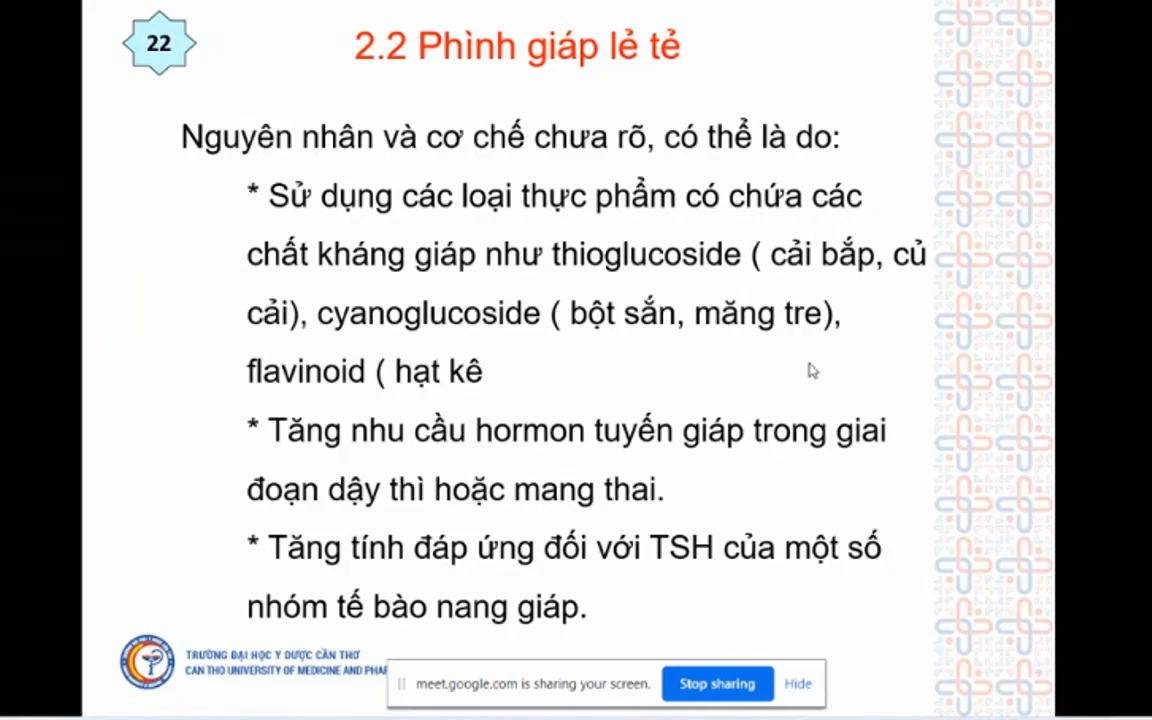 22
2.2 Phình giáp lẻ tẻ
Nguyên nhân và cơ chế chưa rõ, có thể là do:
* Sử dụng các loại thực phẩm có chứa các
chất kháng giáp như thioglucoside ( cải bắp, củ
cải), cyanoglucoside ( bột sắn, măng tre),
flavinoid ( hạt kê
* Tăng nhu cầu hormon tuyến giáp trong giai
đoạn dậy thì hoặc mang thai.
* Tăng tính đáp ứng đối với TSH của một số
nhóm tế bào nang giáp.
TRƯỜNG ĐẠI HỌC Y DƯỢC CẦN THƠ
CAN THO UNIVERSITY OF MEDICINE AND PHA
meet.google.com is sharing your screen.
Stop sharing
Hide